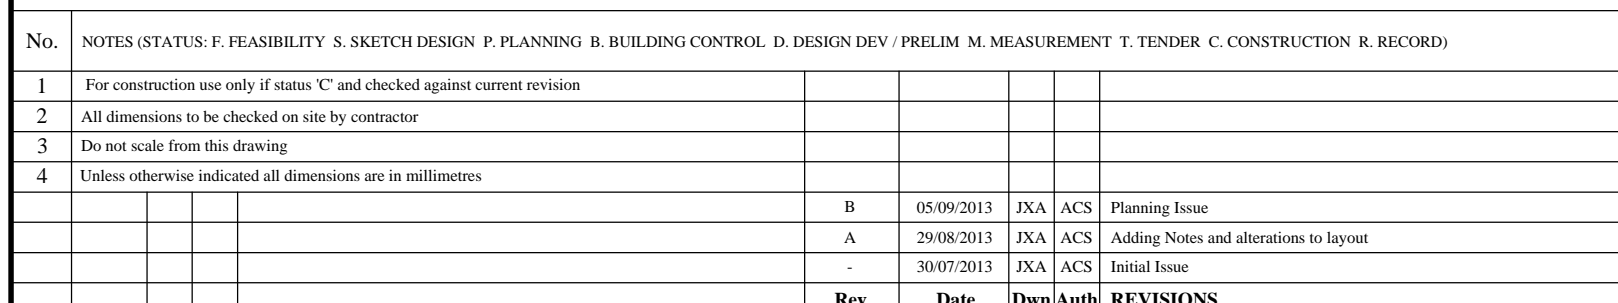 No. NOTES (STATUS: F. FEASIBILITY S. SKETCH DESIGN P. PLANNING B. BUILDING CONTROL D. DESIGN DEV / PRELIM M. MEASUREMENT T. TENDER C. CONSTRUCTION R. RECORD)
1 For construction use only if status 'C' and checked against current revision
2 All dimensions to be checked on site by contractor
3 Do not scale from this drawing
4 Unless otherwise indicated all dimensions are in millimetres
B 05/09/2013 JXA ACS Planning Issue
A 29/08/2013 JXA ACS Adding Notes and alterations to layout
- 30/07/2013 JXA ACS Initial Issue
Rev Date Dwn Auth REVISIONS